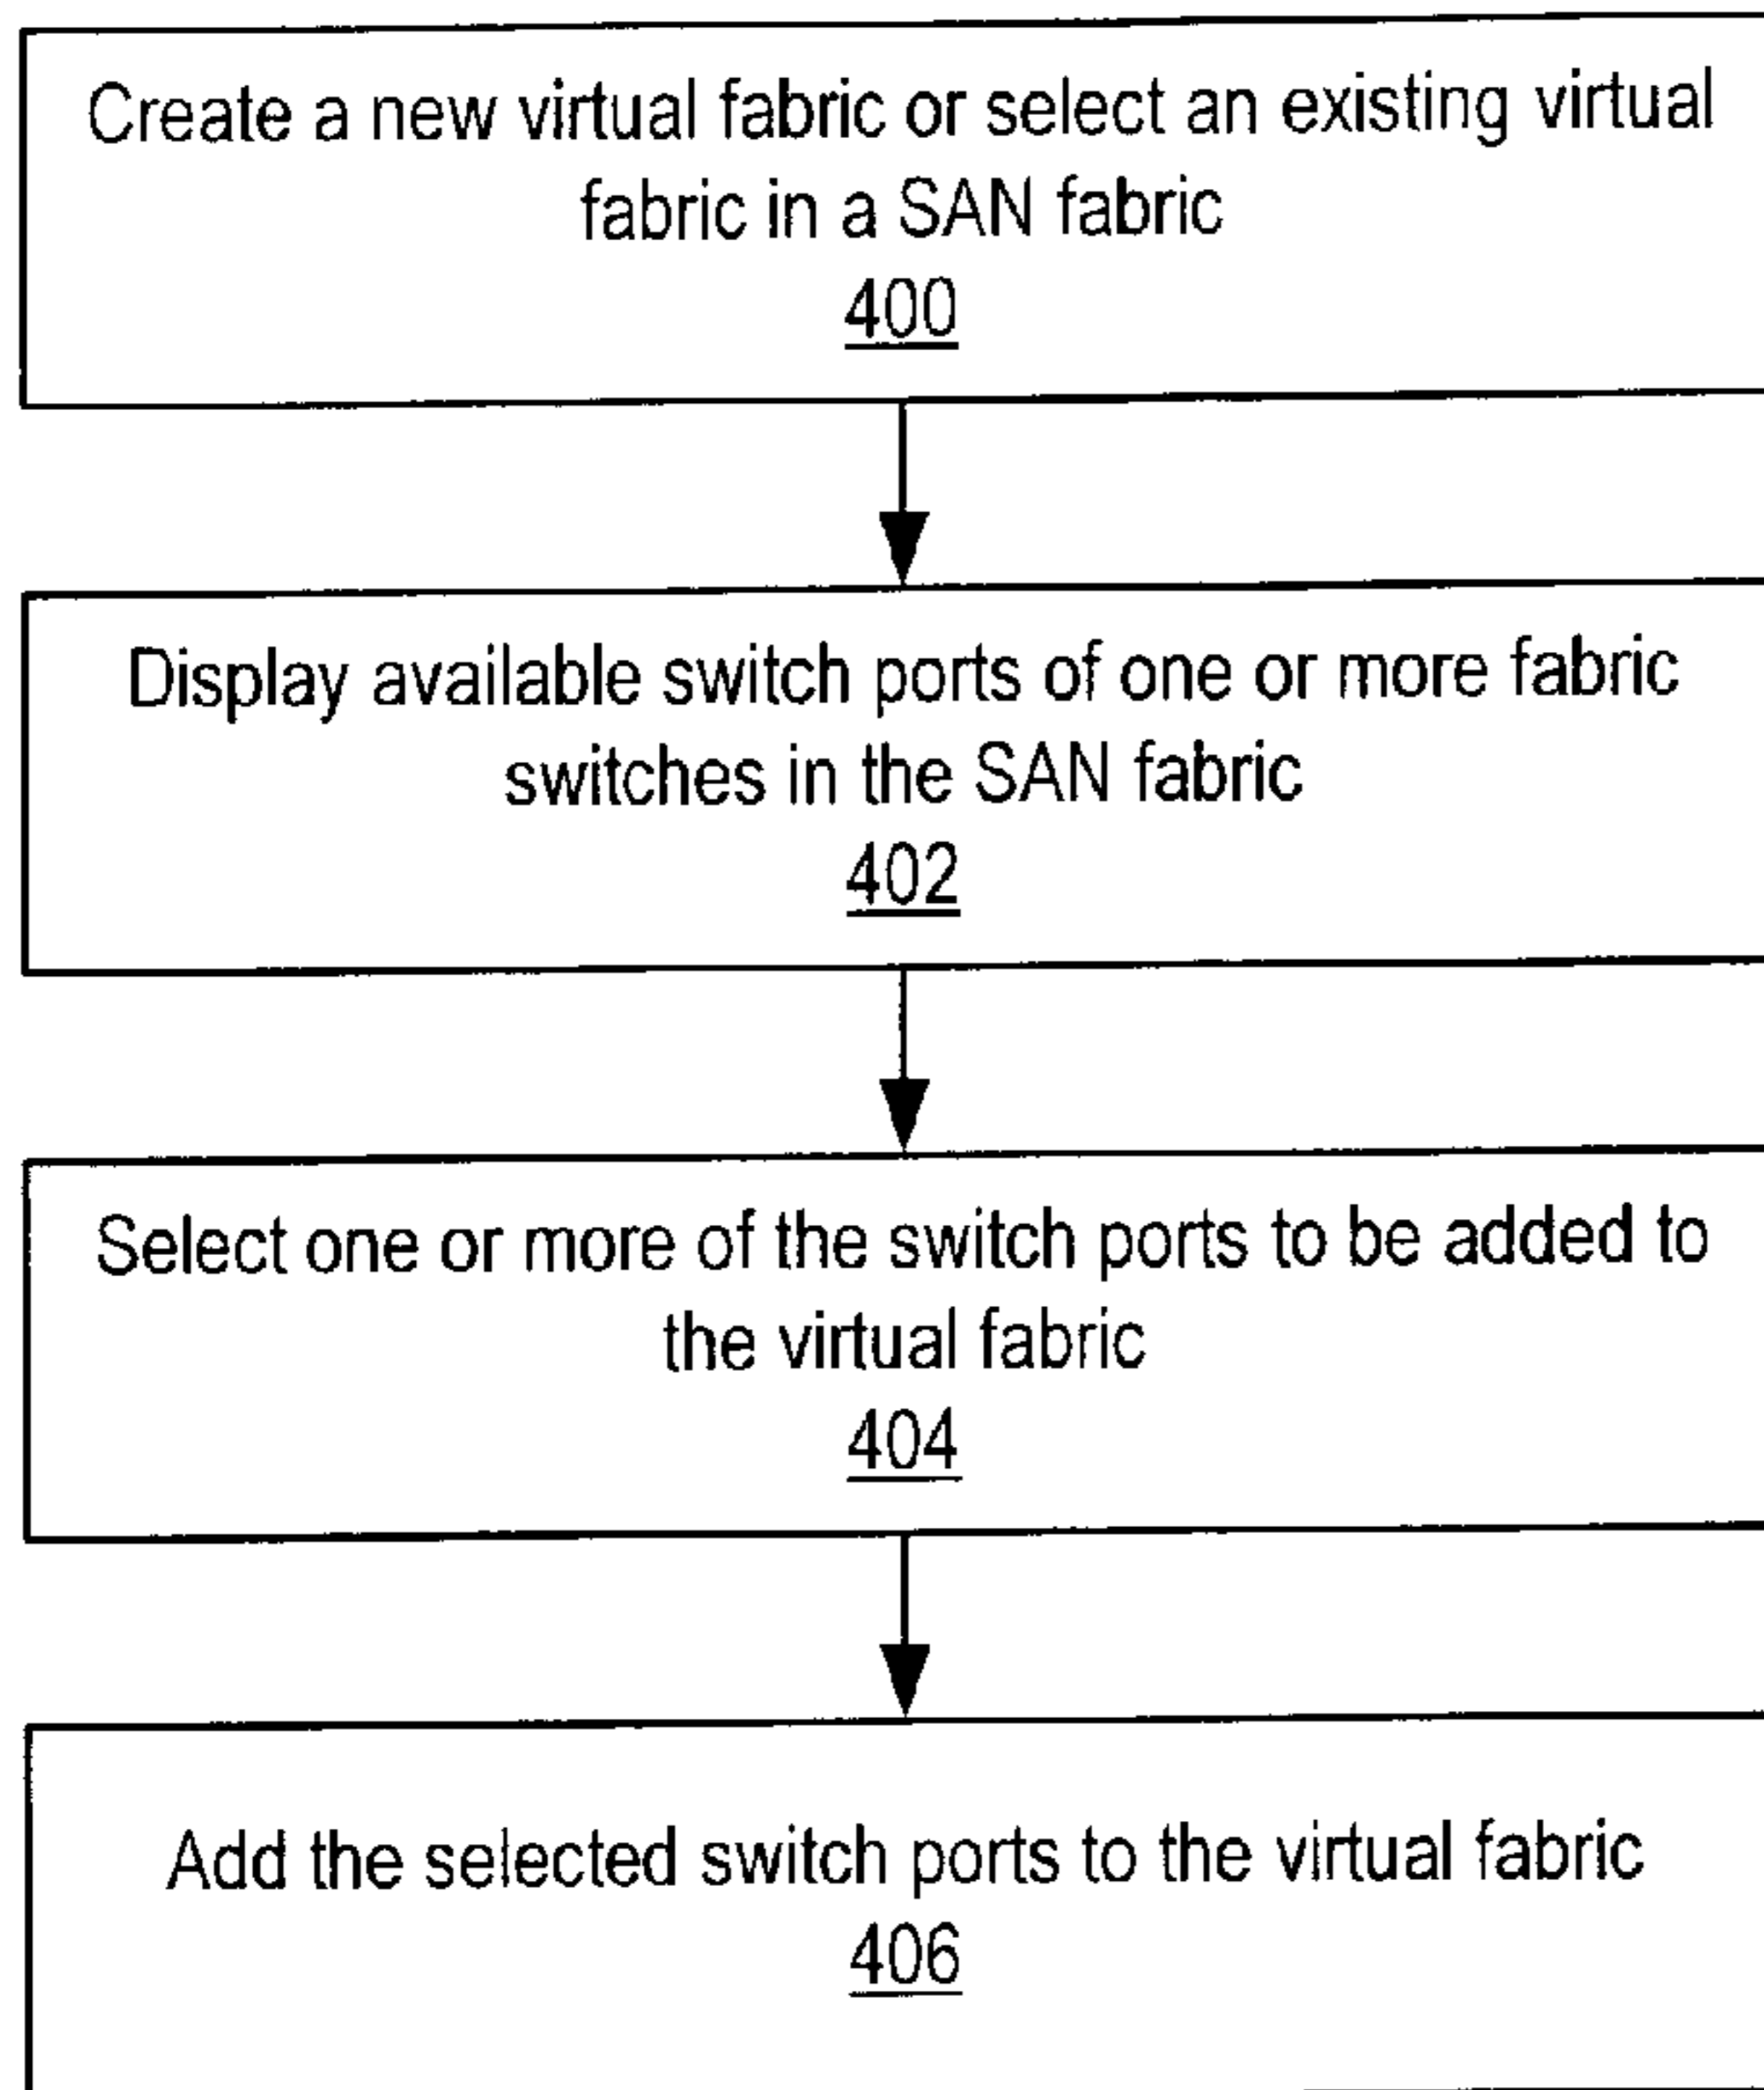 Create a new virtual fabric or select an existing virtual
fabric in a SAN fabric
400
Display available switch ports of one or more fabric
switches in the SAN fabric
402
Select one or more of the switch ports to be added to
the virtual fabric
404
Add the selected switch ports to the virtual fabric
406